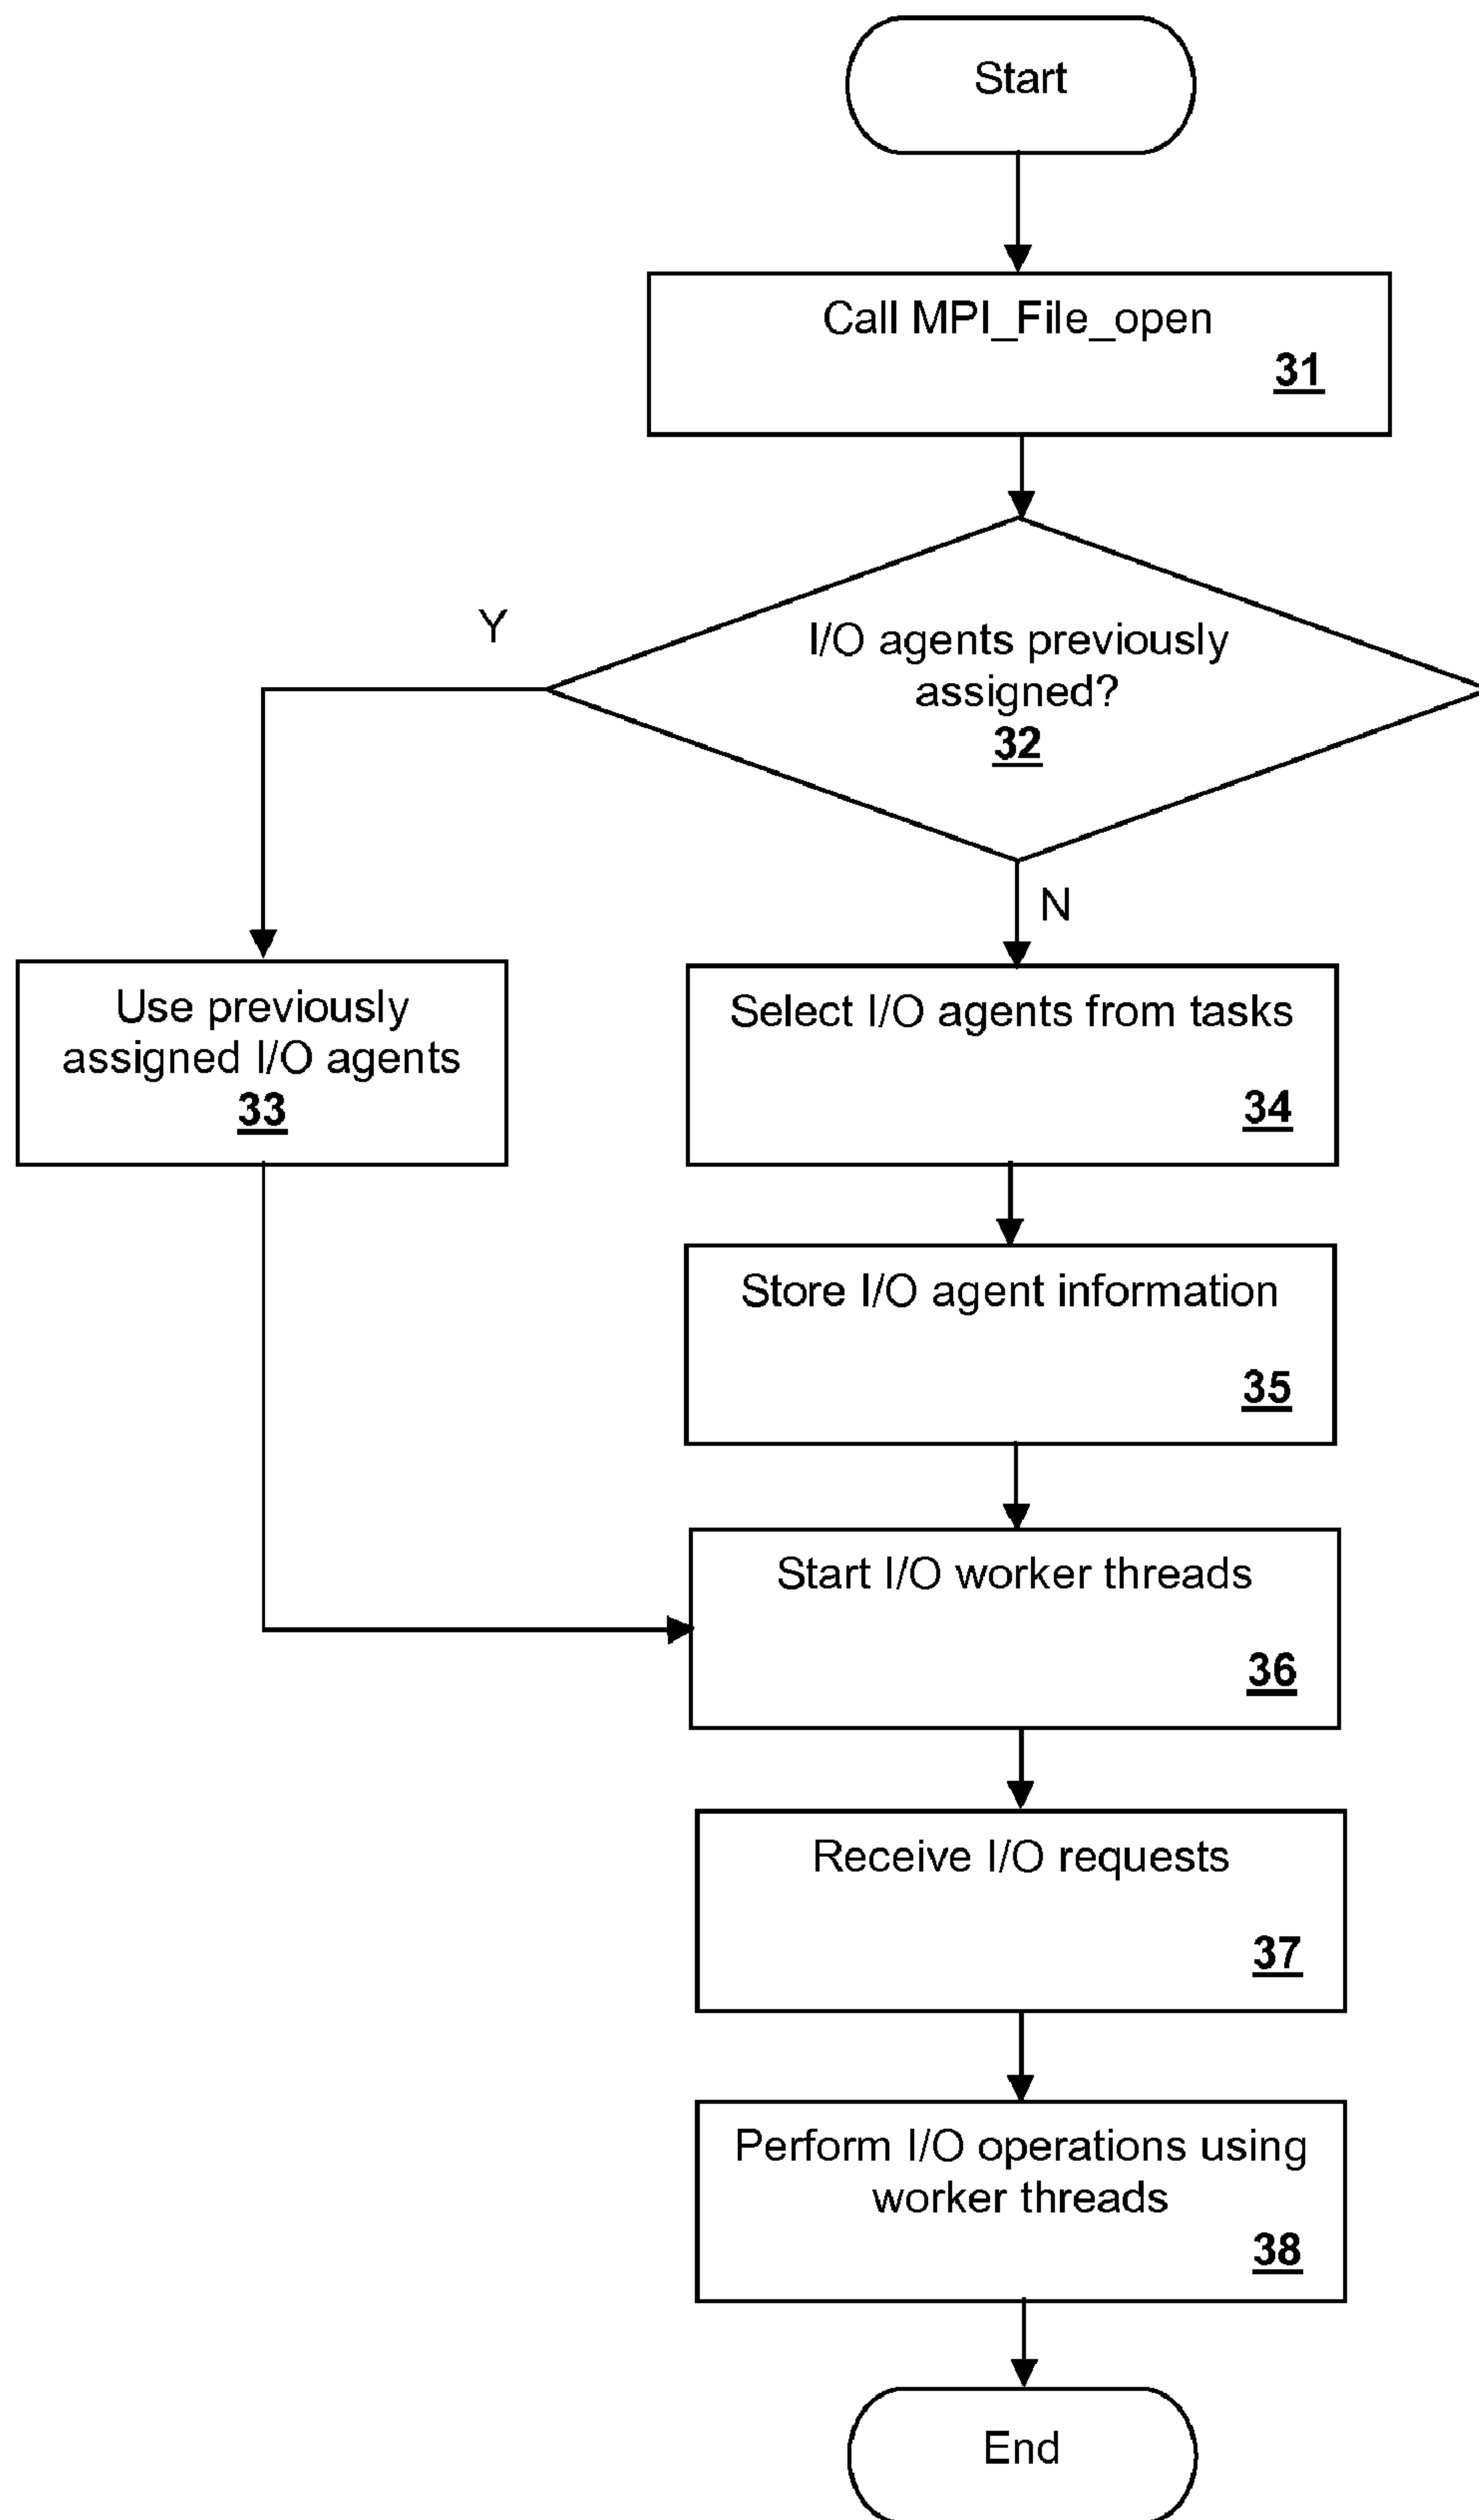 Start
Call MPI_File_open
31
I/O agents previously
assigned?
32
Y
N
Use previously
assigned I/O agents
33
Select I/O agents from tasks
34
Store I/O agent information
35
Start I/O worker threads
36
Receive I/O requests
37
Perform I/O operations using
worker threads
38
End